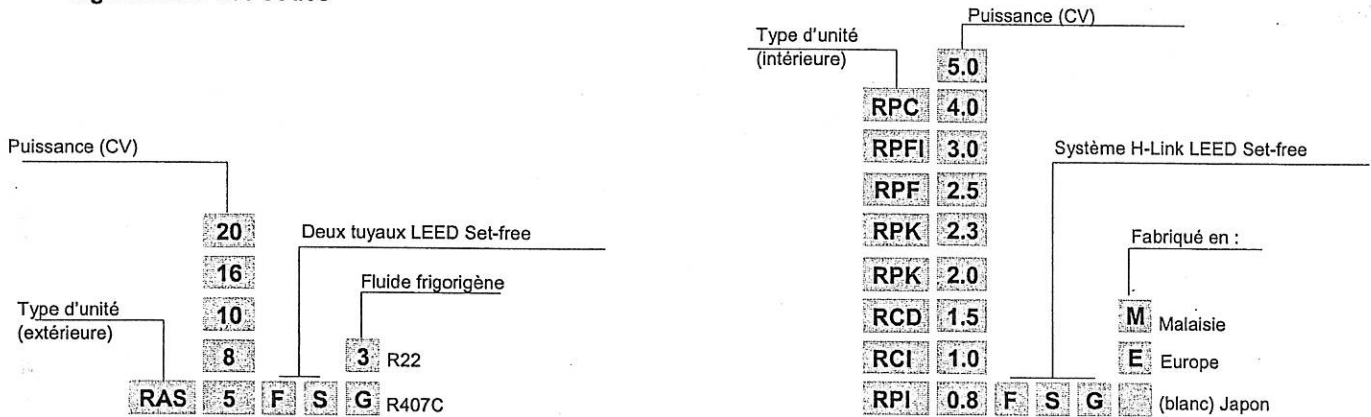 Puissance (CV)
20
16
10
8
5
Type d'unité
(extérieure)
RAS
Deux tuyaux LEED Set-free
F S G
Fluide frigorigène
3 R22
R407C
Puissance (CV)
Type d'unité
(intérieure)
5.0
RPC 4.0
RPFI 3.0
RPF 2.5
RPK 2.3
RPK 2.0
RCD 1.5
RCI 1.0
RPI 0.8 F S G
Système H-Link LEED Set-free
Fabriqué en :
M Malaisie
E Europe
(blanc) Japon